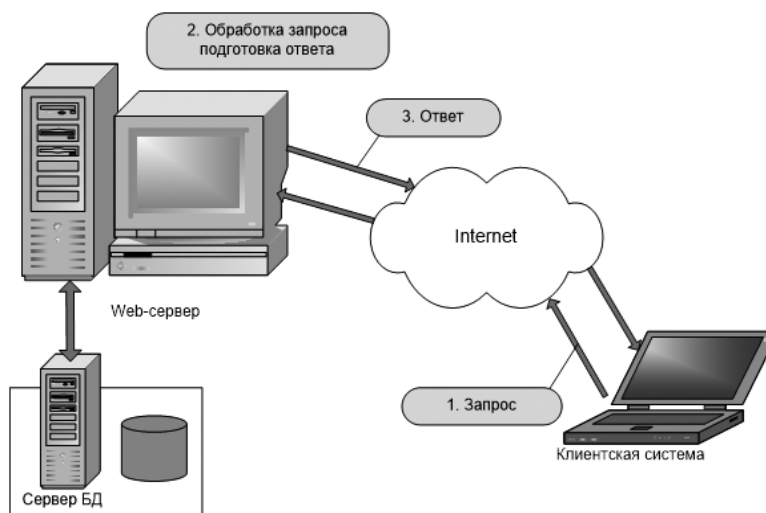 2. Обработка запроса
подготовка ответа
3. Ответ
Internet
Web-сервер
1. Запрос
Клиентская система
Сервер БД